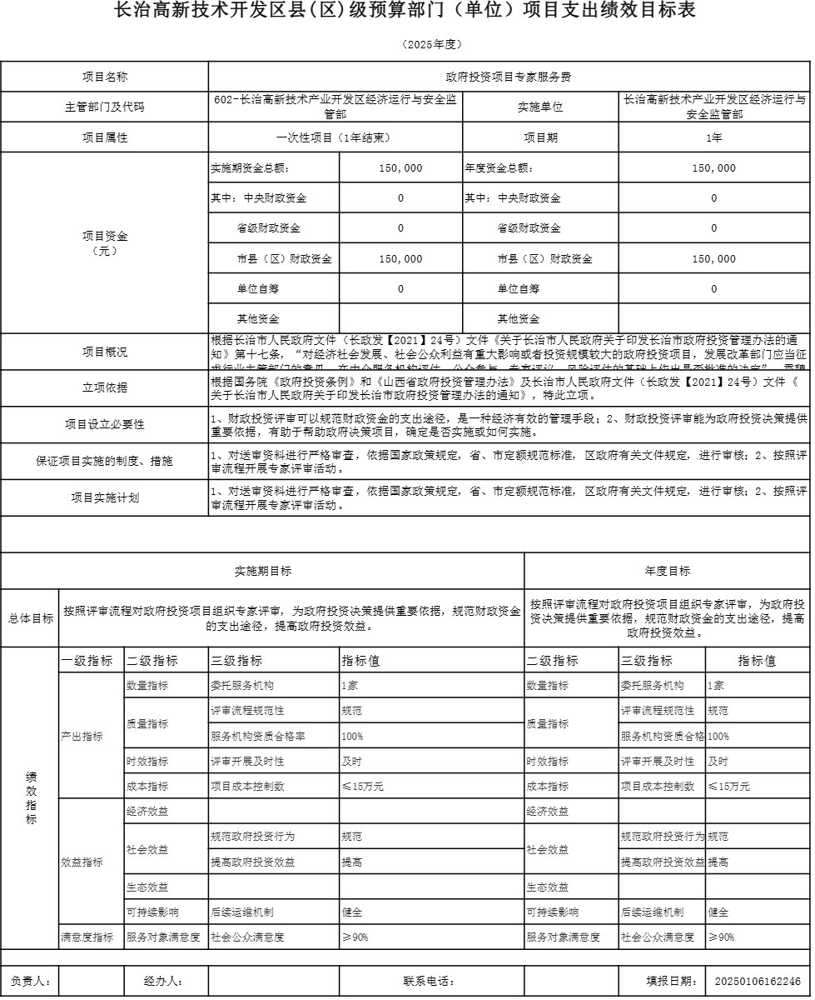 长治高新技术开发区县(区)级预算部门（单位）项目支出绩效目标表
（2025年度）
项目名称 政府投资项目专家服务费
主管部门及代码 602-长治高新技术产业开发区经济运行与安全监管部 实施单位 长治高新技术产业开发区经济运行与安全监管部
项目属性 一次性项目（1年结束） 项目期 1年
项目资金（元） 实施期资金总额： 150,000 年度资金总额： 150,000
其中：中央财政资金 0 其中：中央财政资金 0
省级财政资金 0 省级财政资金 0
市县（区）财政资金 150,000 市县（区）财政资金 150,000
单位自筹 0 单位自筹 0
其他资金 其他资金
项目概况 根据长治市人民政府文件（长政发【2021】24号）文件《关于长治市人民政府关于印发长治市政府投资管理办法的通
知》第十七条，“对经济社会发展、社会公众利益有重大影响或者投资规模较大的政府投资项目，发展改革部门应当征
求行业主管部门的意见，在中介服务机构评估、公众参与、专家评议、风险评估的基础上作出是否批准的决定”，需聘
立项依据 根据国务院《政府投资条例》和《山西省政府投资管理办法》及长治市人民政府文件（长政发【2021】24号）文件《
关于长治市人民政府关于印发长治市政府投资管理办法的通知》，特此立项。
项目设立必要性 1、财政投资评审可以规范财政资金的支出途径，是一种经济有效的管理手段；2、财政投资评审能为政府投资决策提供
重要依据，有助于帮助政府决策项目，确定是否实施或如何实施。
保证项目实施的制度、措施 1、对送审资料进行严格审查，依据国家政策规定，省、市定额规范标准，区政府有关文件规定，进行审核；2、按照评
审流程开展专家评审活动。
项目实施计划 1、对送审资料进行严格审查，依据国家政策规定，省、市定额规范标准，区政府有关文件规定，进行审核；2、按照评
审流程开展专家评审活动。
实施期目标 年度目标
总体目标 按照评审流程对政府投资项目组织专家评审，为政府投资决策提供重要依据，规范财政资金的支出途径，提高政府投资效益。 按照评审流程对政府投资项目组织专家评审，为政府投资决策提供重要依据，规范财政资金的支出途径，提高政府投资效益。
绩效指标 一级指标 二级指标 三级指标 指标值 二级指标 三级指标 指标值
产出指标 数量指标 委托服务机构 1家 数量指标 委托服务机构 1家
质量指标 评审流程规范性 规范 质量指标 评审流程规范性 规范
服务机构资质合格率 100% 服务机构资质合格 100%
时效指标 评审开展及时性 及时 时效指标 评审开展及时性 及时
成本指标 项目成本控制数 ≤15万元 成本指标 项目成本控制数 ≤15万元
效益指标 经济效益 经济效益
社会效益 规范政府投资行为 规范 社会效益 规范政府投资行为 规范
提高政府投资效益 提高 提高政府投资效益 提高
生态效益 生态效益
可持续影响 后续运维机制 健全 可持续影响 后续运维机制 健全
满意度指标 服务对象满意度 社会公众满意度 ≥90% 服务对象满意度 社会公众满意度 ≥90%
负责人： 经办人： 联系电话： 填报日期： 20250106162246